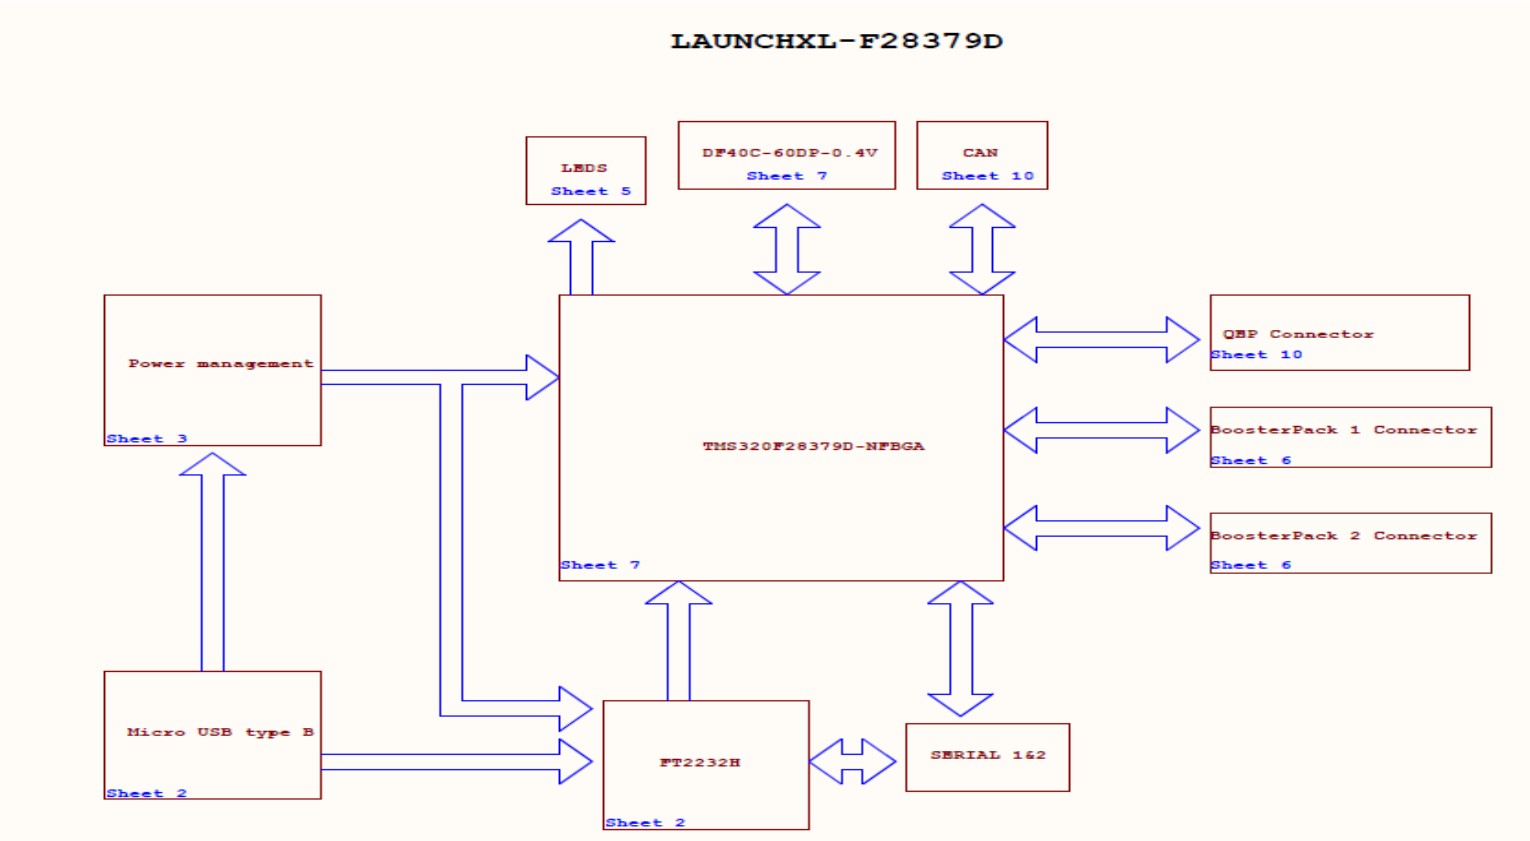 LAUNCHXL-F28379D
LEDS
Sheet 5
DF40C-60DP-0.4V
Sheet 7
CAN
Sheet 10
Power management
Sheet 3
QEP Connector
Sheet 10
BoosterPack 1 Connector
Sheet 6
TMS320F28379D-NFBGA
Sheet 7
BoosterPack 2 Connector
Sheet 6
Micro USB type B
Sheet 2
FT2232H
Sheet 2
SERIAL 1&2